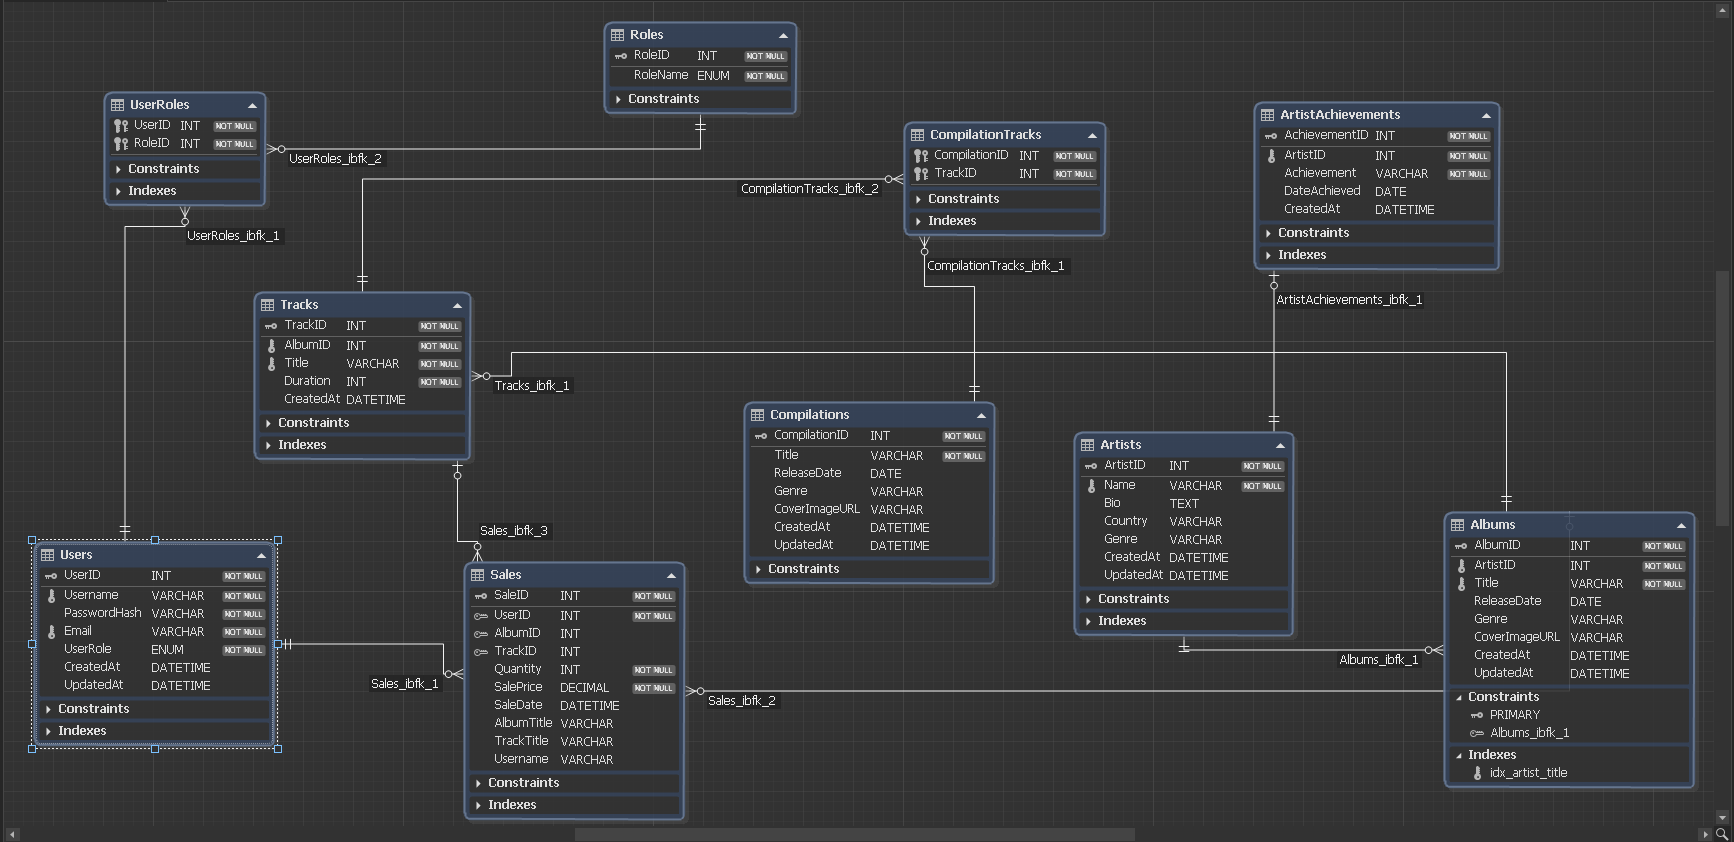 Roles
RoleID INT NOT NULL
RoleName ENUM NOT NULL
Constraints
UserRoles
UserID INT NOT NULL
RoleID INT NOT NULL
Constraints
Indexes
UserRoles_ibfk_2
UserRoles_ibfk_1
CompilationTracks
CompilationID INT NOT NULL
TrackID INT NOT NULL
Constraints
Indexes
CompilationTracks_ibfk_2
CompilationTracks_ibfk_1
ArtistAchievements
AchievementID INT NOT NULL
ArtistID INT NOT NULL
Achievement VARCHAR NOT NULL
DateAchieved DATE
CreatedAt DATETIME
Constraints
Indexes
ArtistAchievements_ibfk_1
Tracks
TrackID INT NOT NULL
AlbumID INT NOT NULL
Title VARCHAR NOT NULL
Duration INT NOT NULL
CreatedAt DATETIME
Constraints
Indexes
Tracks_ibfk_1
Compilations
CompilationID INT NOT NULL
Title VARCHAR NOT NULL
ReleaseDate DATE
Genre VARCHAR
CoverImageURL VARCHAR
CreatedAt DATETIME
UpdatedAt DATETIME
Constraints
Artists
ArtistID INT NOT NULL
Name VARCHAR NOT NULL
Bio TEXT
Country VARCHAR
Genre VARCHAR
CreatedAt DATETIME
UpdatedAt DATETIME
Constraints
Indexes
Albums_ibfk_1
Albums
AlbumID INT NOT NULL
ArtistID INT NOT NULL
Title VARCHAR NOT NULL
ReleaseDate DATE
Genre VARCHAR
CoverImageURL VARCHAR
CreatedAt DATETIME
UpdatedAt DATETIME
Constraints
PRIMARY
Albums_ibfk_1
Indexes
idx_artist_title
Users
UserID INT NOT NULL
Username VARCHAR NOT NULL
PasswordHash VARCHAR NOT NULL
Email VARCHAR NOT NULL
UserRole ENUM NOT NULL
CreatedAt DATETIME
UpdatedAt DATETIME
Constraints
Indexes
Sales_ibfk_3
Sales_ibfk_1
Sales
SaleID INT NOT NULL
UserID INT NOT NULL
AlbumID INT
TrackID INT
Quantity INT NOT NULL
SalePrice DECIMAL NOT NULL
SaleDate DATETIME
AlbumTitle VARCHAR
TrackTitle VARCHAR
Username VARCHAR
Constraints
Indexes
Sales_ibfk_2